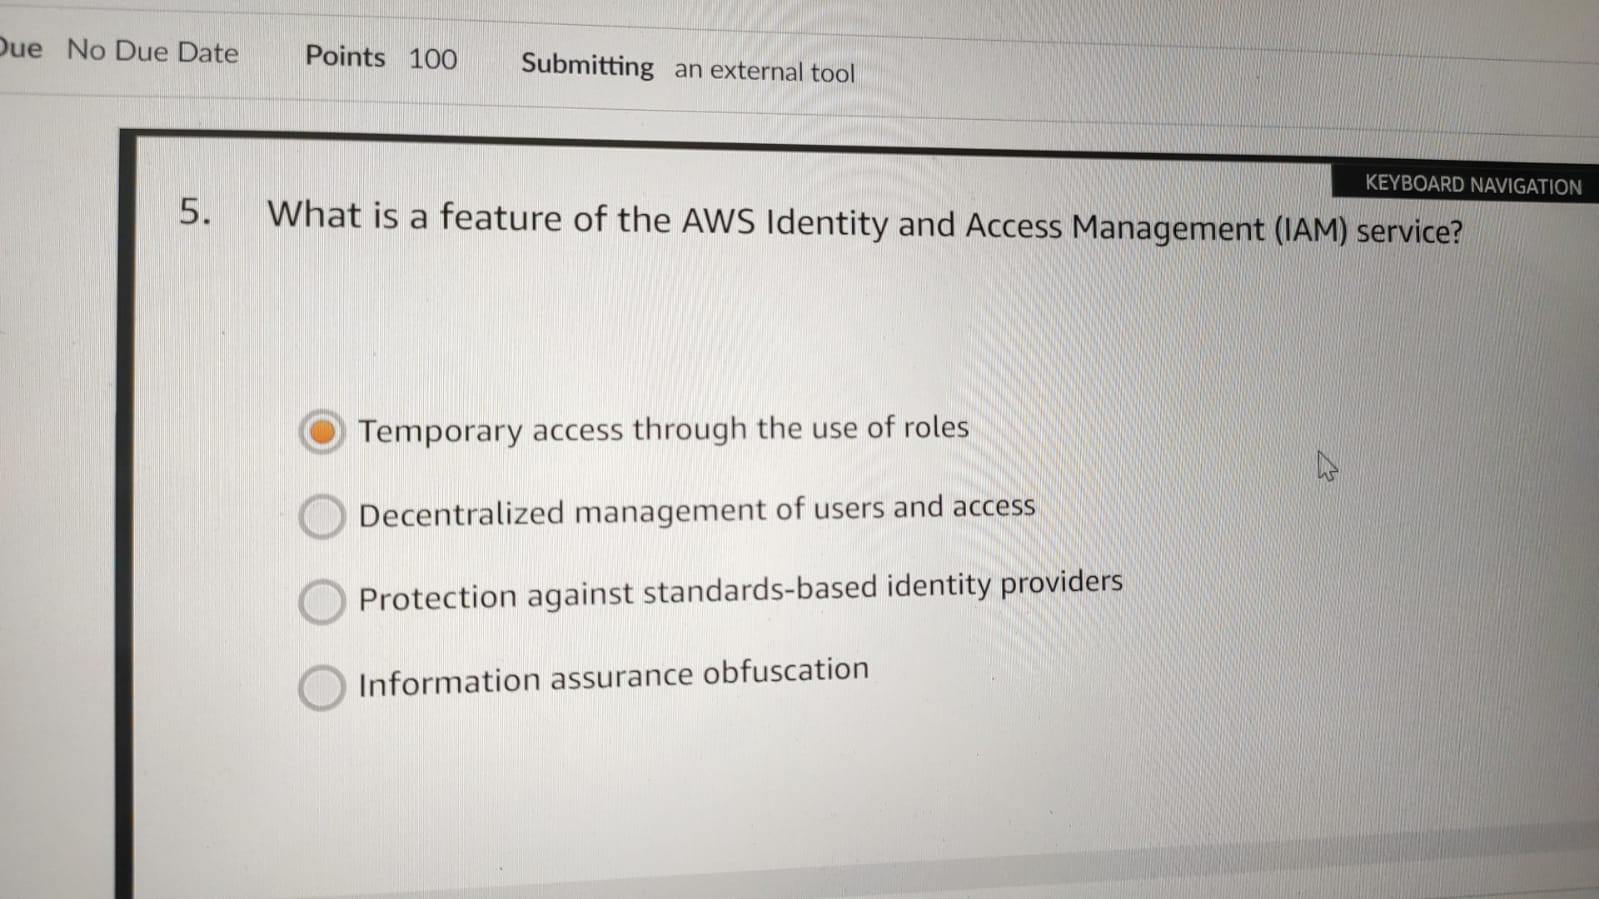 Due No Due Date Points 100 Submitting an external tool
KEYBOARD NAVIGATION
5. What is a feature of the AWS Identity and Access Management (IAM) service?
Temporary access through the use of roles
Decentralized management of users and access
Protection against standards-based identity providers
Information assurance obfuscation